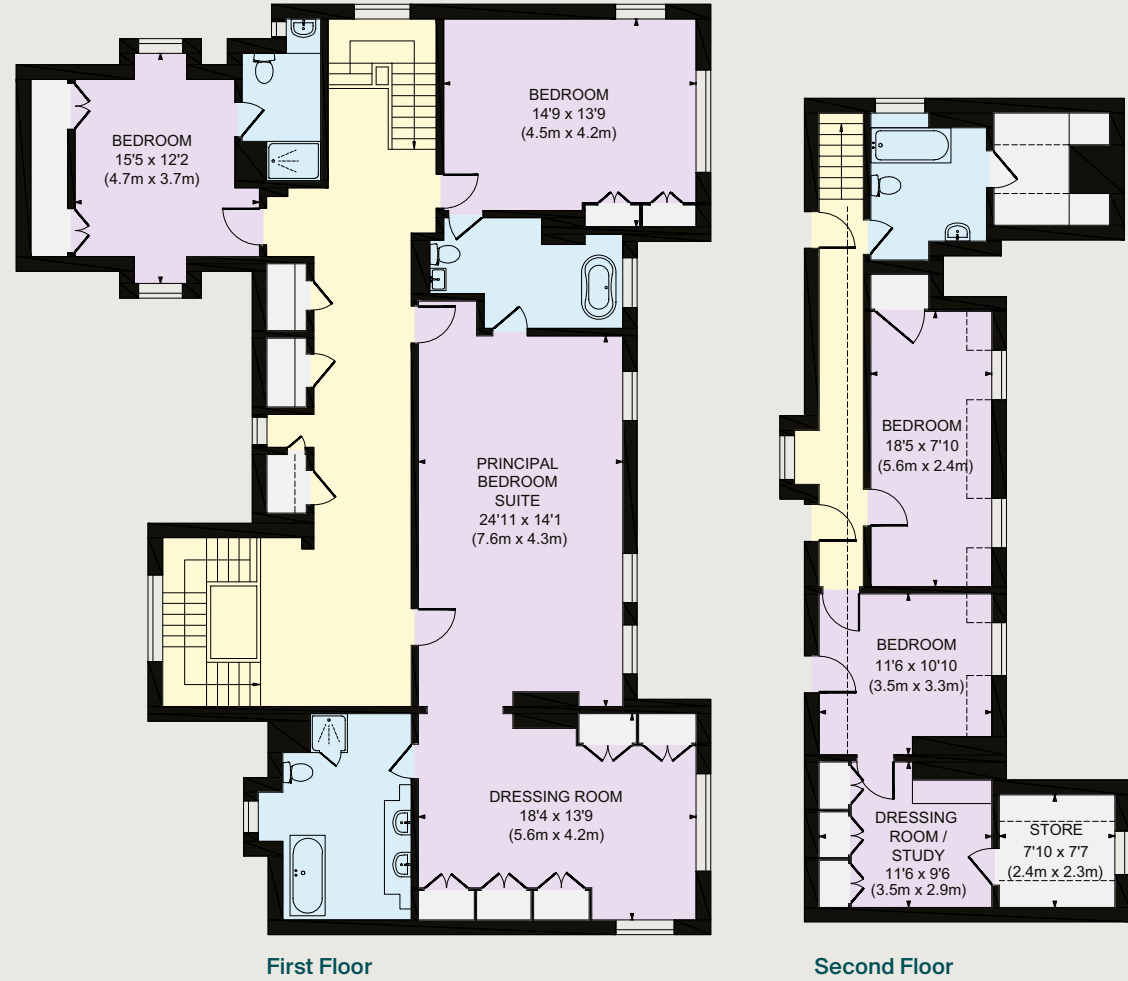 BEDROOM
15'5 x 12'2
(4.7m x 3.7m)
BEDROOM
14'9 x 13'9
(4.5m x 4.2m)
PRINCIPAL
BEDROOM
SUITE
24'11 x 14'1
(7.6m x 4.3m)
DRESSING ROOM
18'4 x 13'9
(5.6m x 4.2m)
First Floor
BEDROOM
18'5 x 7'10
(5.6m x 2.4m)
BEDROOM
11'6 x 10'10
(3.5m x 3.3m)
DRESSING
ROOM /
STUDY
11'6 x 9'6
(3.5m x 2.9m)
STORE
7'10 x 7'7
(2.4m x 2.3m)
Second Floor